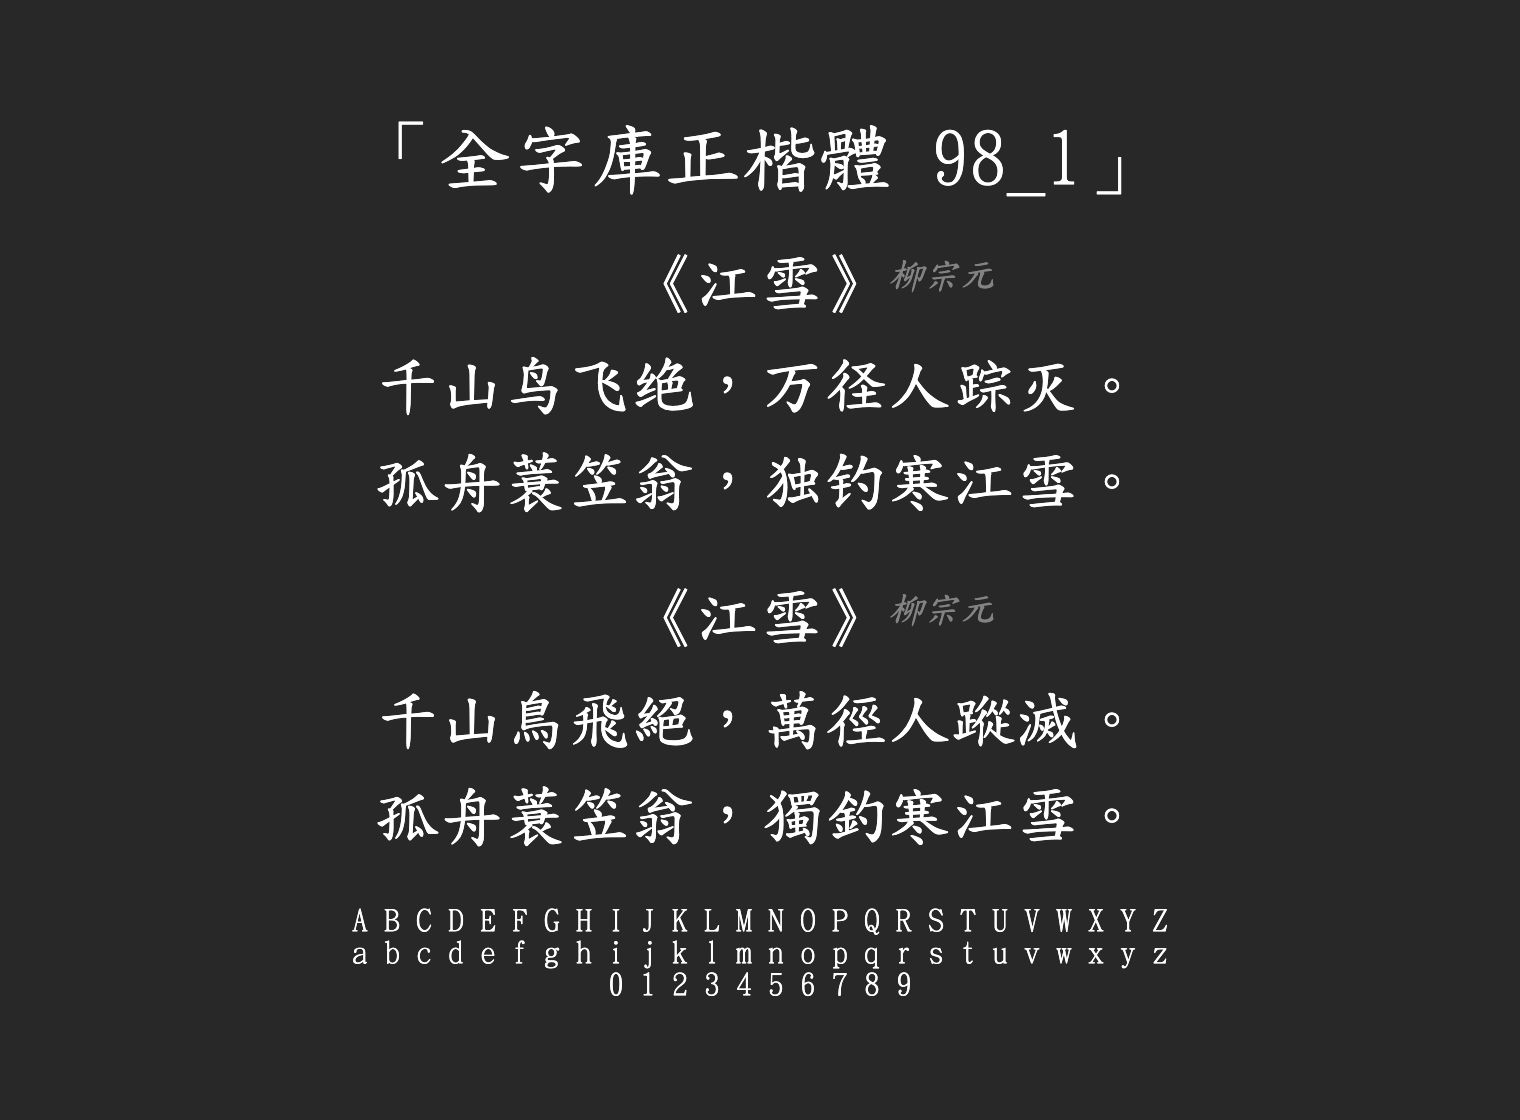 「全字庫正楷體 98_1」
《江雪》柳宗元
千山鸟飞绝，万径人踪灭。
孤舟蓑笠翁，独钓寒江雪。
《江雪》柳宗元
千山鳥飛絕，萬徑人蹤滅。
孤舟蓑笠翁，獨釣寒江雪。
A B C D E F G H I J K L M N O P Q R S T U V W X Y Z
a b c d e f g h i j k l m n o p q r s t u v w x y z
0 1 2 3 4 5 6 7 8 9